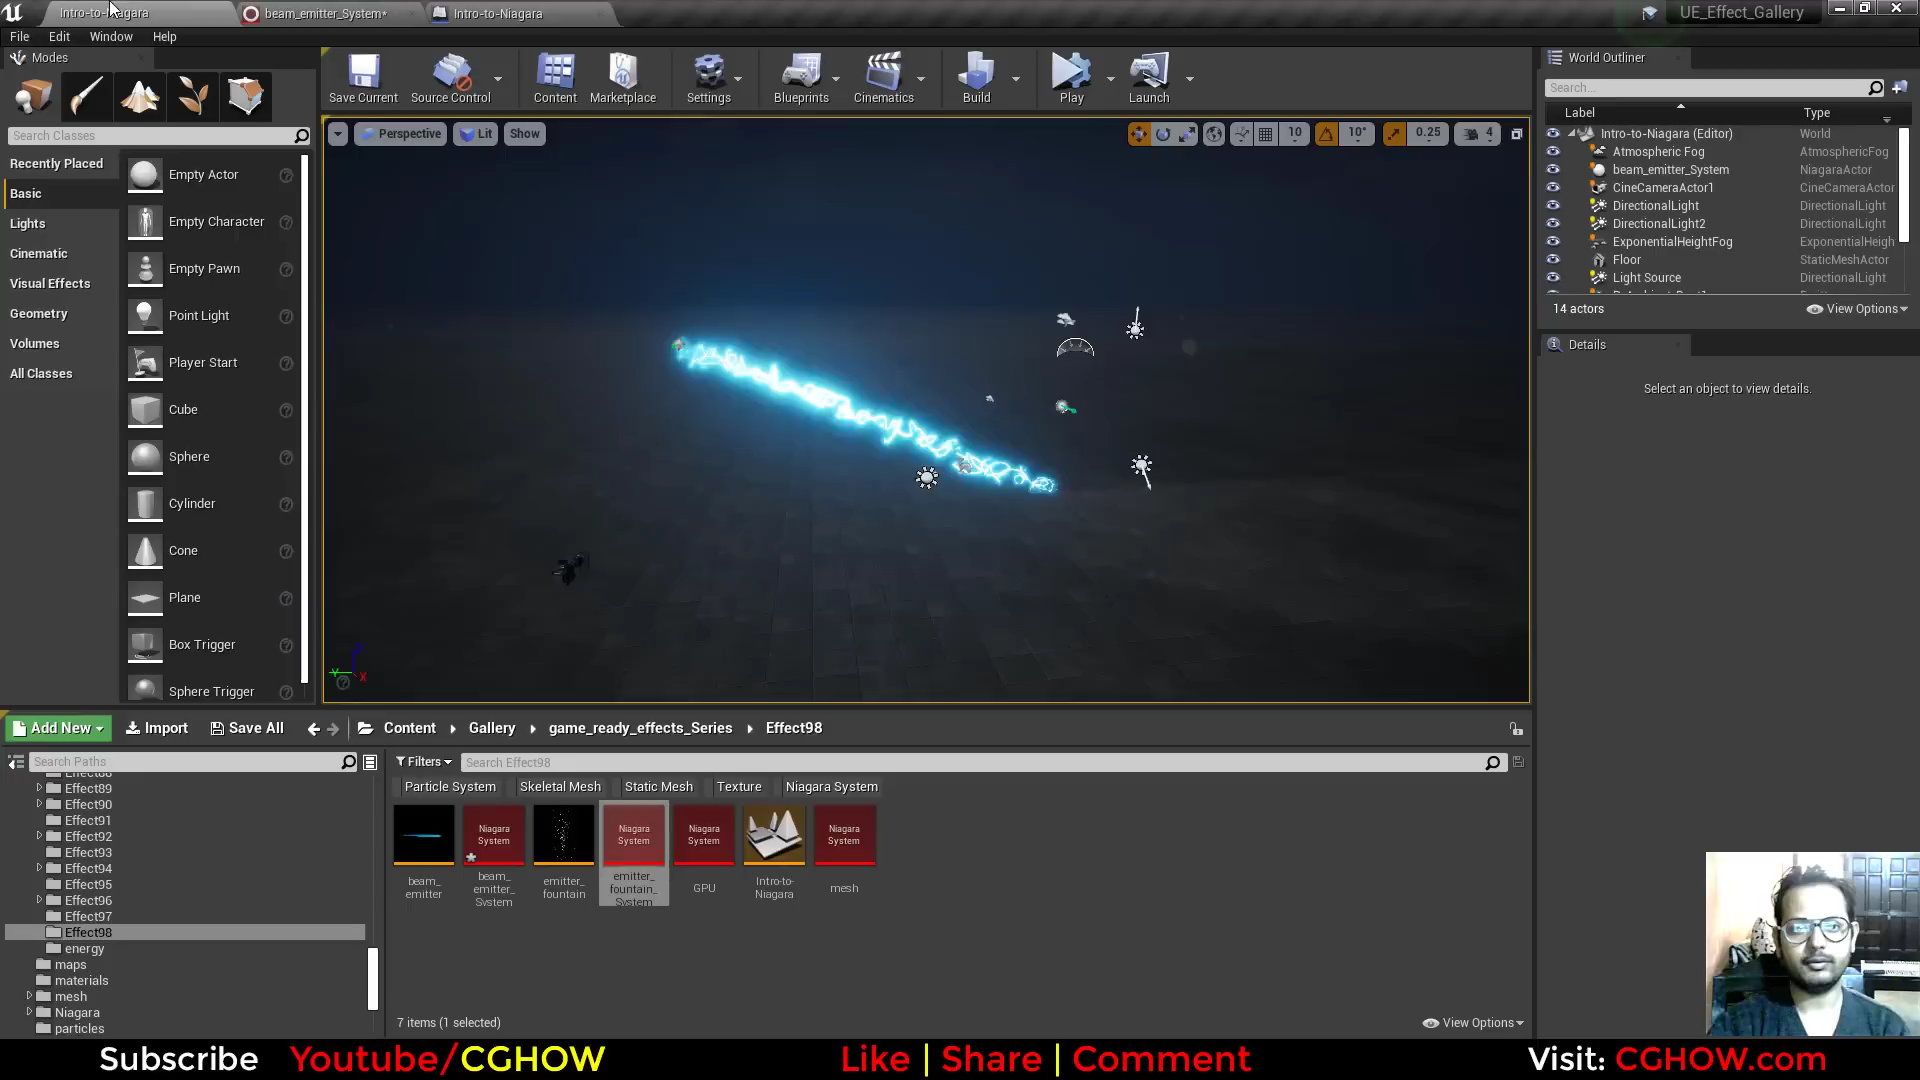 Intro-to-Niagara
beam_emitter_System*
Intro-to-Niagara
UE_Effect_Gallery
File
Edit
Window
Help
Modes
World Outliner
Save Current
Source Control
Content
Marketplace
Settings
Blueprints
Cinematics
Build
Play
Launch
Search...
Label
Type
Search Classes
Perspective
Lit
Show
10
10°
0.25
4
Intro-to-Niagara (Editor)
World
Atmospheric Fog
AtmosphericFog
beam_emitter_System
NiagaraActor
CineCameraActor1
CineCameraActor
DirectionalLight
DirectionalLight
DirectionalLight2
DirectionalLight
ExponentialHeightFog
ExponentialHeigh
Floor
StaticMeshActor
Light Source
DirectionalLight
14 actors
View Options
Details
Select an object to view details.
Recently Placed
Basic
Lights
Cinematic
Visual Effects
Geometry
Volumes
All Classes
Empty Actor
Empty Character
Empty Pawn
Point Light
Player Start
Cube
Sphere
Cylinder
Cone
Plane
Box Trigger
Sphere Trigger
Y
X
Add New
Import
Save All
Content
Gallery
game_ready_effects_Series
Effect98
Search Paths
Filters
Search Effect98
Particle System
Skeletal Mesh
Static Mesh
Texture
Niagara System
Effect88
Effect89
Effect90
Effect91
Effect92
Effect93
Effect94
Effect95
Effect96
Effect97
Effect98
energy
maps
materials
mesh
Niagara
particles
Niagara
System
Niagara
System
Niagara
System
Niagara
System
beam_
emitter
beam_
emitter_
System
emitter_
fountain
emitter_
fountain_
System
GPU
Intro-to-
Niagara
mesh
7 items (1 selected)
View Options
Subscribe Youtube/CGHOW
Like | Share | Comment
Visit: CGHOW.com